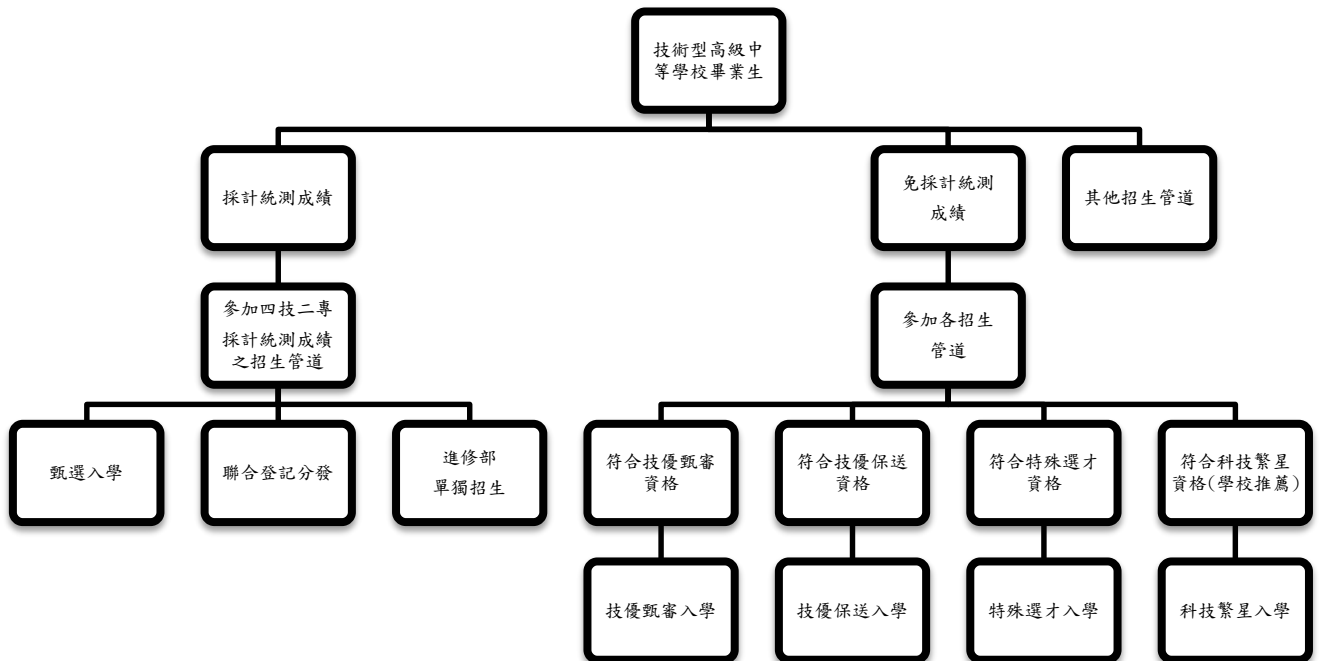 技術型高級中
等學校畢業生
採計統測成績
免採計統測
成績
其他招生管道
參加四技二專
採計統測成績
之招生管道
參加各招生
管道
甄選入學
聯合登記分發
進修部
單獨招生
符合技優甄審
資格
符合技優保送
資格
符合特殊選才
資格
符合科技繁星
資格(學校推薦)
技優甄審入學
技優保送入學
特殊選才入學
科技繁星入學